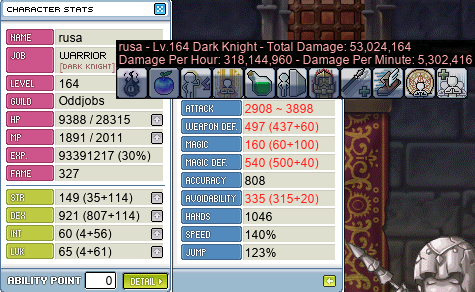 CHARACTER STATS
rusa - Lv.164 Dark Knight - Total Damage: 53,024,164
Damage Per Hour: 318,144,960 - Damage Per Minute: 5,302,416
NAME rusa
JOB WARRIOR
[DARK KNIGHT]
LEVEL 164
GUILD Oddjobs
HP 9388 / 28315
MP 1891 / 2011
EXP. 93391217 (30%)
FAME 327
STR 149 (35+114)
DEX 921 (807+114)
INT 60 (4+56)
LUK 65 (4+61)
ABILITY POINT 0 DETAIL
ATTACK 2908 ~ 3898
WEAPON DEF. 497 (437+60)
MAGIC 160 (60+100)
MAGIC DEF. 540 (500+40)
ACCURACY 808
AVOIDABILITY 335 (315+20)
HANDS 1046
SPEED 140%
JUMP 123%